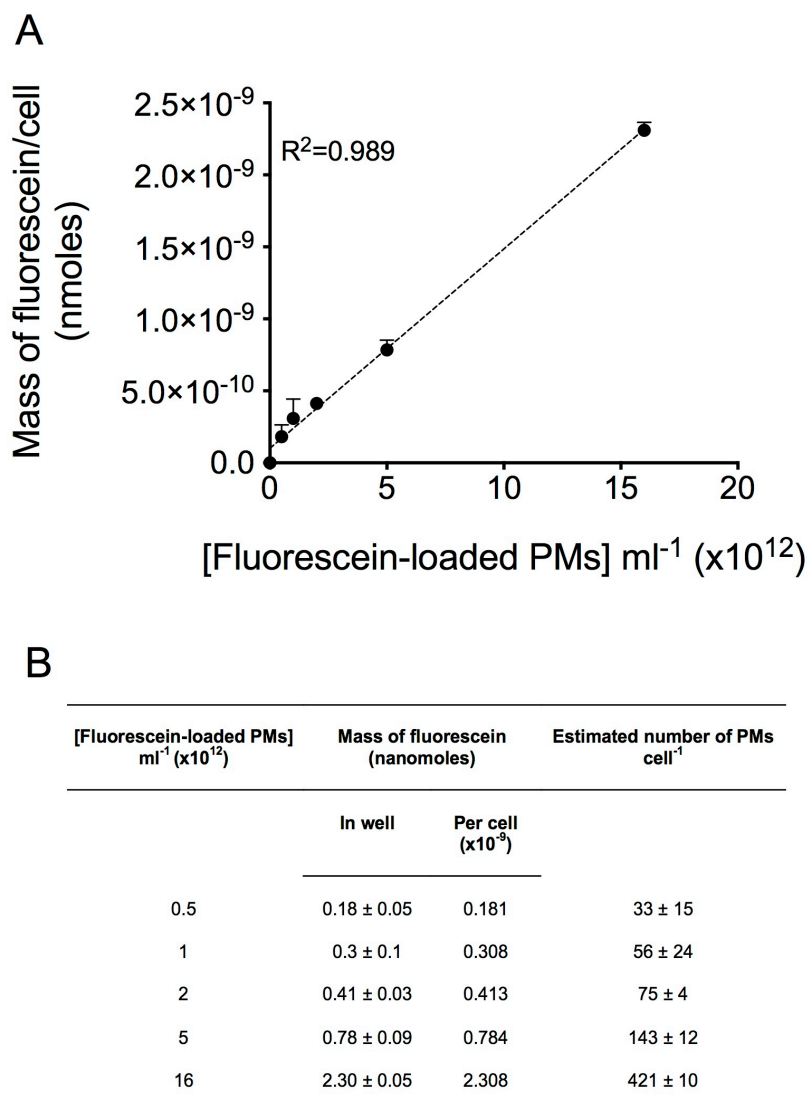 A
Mass of fluorescein/cell
(nmoles)
2.5×10⁻⁹
2.0×10⁻⁹
1.5×10⁻⁹
1.0×10⁻⁹
5.0×10⁻¹⁰
0.0
R²=0.989
0 5 10 15 20
[Fluorescein-loaded PMs] ml⁻¹ (x10¹²)
B
[Fluorescein-loaded PMs] Mass of fluorescein Estimated number of PMs
ml⁻¹ (x10¹²) (nanomoles) cell⁻¹
In well Per cell
(x10⁻⁹)
0.5 0.18 ± 0.05 0.181 33 ± 15
1 0.3 ± 0.1 0.308 56 ± 24
2 0.41 ± 0.03 0.413 75 ± 4
5 0.78 ± 0.09 0.784 143 ± 12
16 2.30 ± 0.05 2.308 421 ± 10